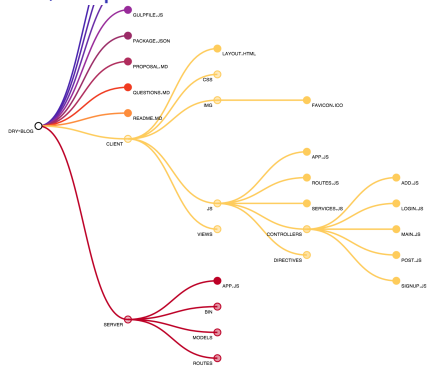 GULPFILE.JS
PACKAGE.JSON
PROPOSAL.MD
QUESTIONS.MD
README.MD
DRY-BLOG
CLIENT
LAYOUT.HTML
CSS
IMG
FAVICON.ICO
JS
APP.JS
ROUTES.JS
SERVICES.JS
CONTROLLERS
ADD.JS
LOGIN.JS
MAIN.JS
POST.JS
SIGNUP.JS
DIRECTIVES
VIEWS
SERVER
APP.JS
BIN
MODELS
ROUTES